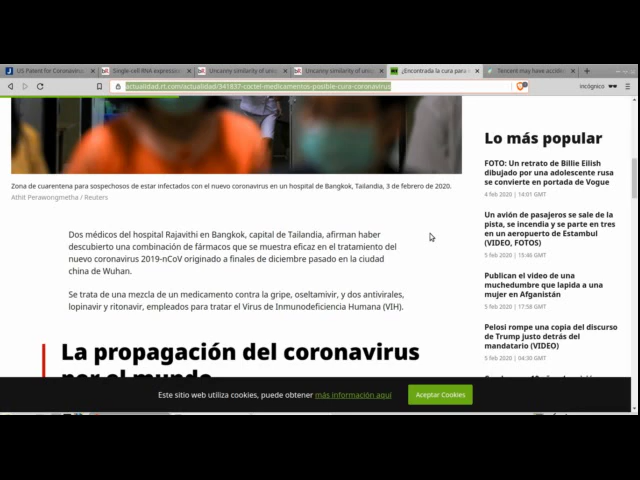 US Patent for Coronavirus
Single-cell RNA expression
Uncanny similarity of uniq
Uncanny similarity of uniq
¿Encontrada la cura para
Tencent may have accide
actualidad.rt.com/actualidad/341837-coctel-medicamentos-posible-cura-coronavirus
Incógnito
Zona de cuarentena para sospechosos de estar infectados con el nuevo coronavirus en un hospital de Bangkok, Tailandia, 3 de febrero de 2020.
Athit Perawongmetha / Reuters
Dos médicos del hospital Rajavithi en Bangkok, capital de Tailandia, afirman haber
descubierto una combinación de fármacos que se muestra eficaz en el tratamiento del
nuevo coronavirus 2019-nCoV originado a finales de diciembre pasado en la ciudad
china de Wuhan.
Se trata de una mezcla de un medicamento contra la gripe, oseltamivir, y dos antivirales,
lopinavir y ritonavir, empleados para tratar el Virus de Inmunodeficiencia Humana (VIH).
La propagación del coronavirus
por el mundo
Lo más popular
FOTO: Un retrato de Billie Eilish
dibujado por una adolescente rusa
se convierte en portada de Vogue
4 feb 2020 | 14:01 GMT
Un avión de pasajeros se sale de la
pista, se incendia y se parte en tres
en un aeropuerto de Estambul
(VIDEO, FOTOS)
5 feb 2020 | 15:46 GMT
Publican el video de una
muchedumbre que lapida a una
mujer en Afganistán
5 feb 2020 | 17:58 GMT
Pelosi rompe una copia del discurso
de Trump justo detrás del
mandatario (VIDEO)
5 feb 2020 | 04:30 GMT
Este sitio web utiliza cookies, puede obtener más información aquí
Aceptar Cookies